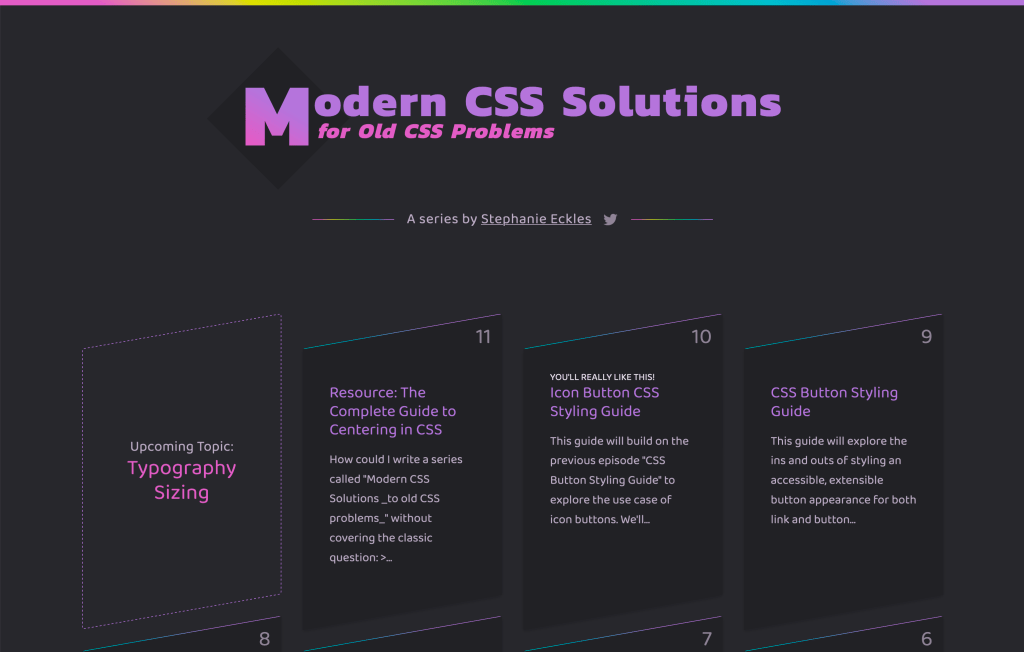 Modern CSS Solutions
for Old CSS Problems
A series by Stephanie Eckles
Upcoming Topic:
Typography
Sizing
11
Resource: The
Complete Guide to
Centering in CSS
How could I write a series
called "Modern CSS
Solutions _to old CSS
problems_" without
covering the classic
question: >...
10
YOU'LL REALLY LIKE THIS!
Icon Button CSS
Styling Guide
This guide will build on the
previous episode "CSS
Button Styling Guide" to
explore the use case of
icon buttons. We'll...
9
CSS Button Styling
Guide
This guide will explore the
ins and outs of styling an
accessible, extensible
button appearance for both
link and button...
8
7
6